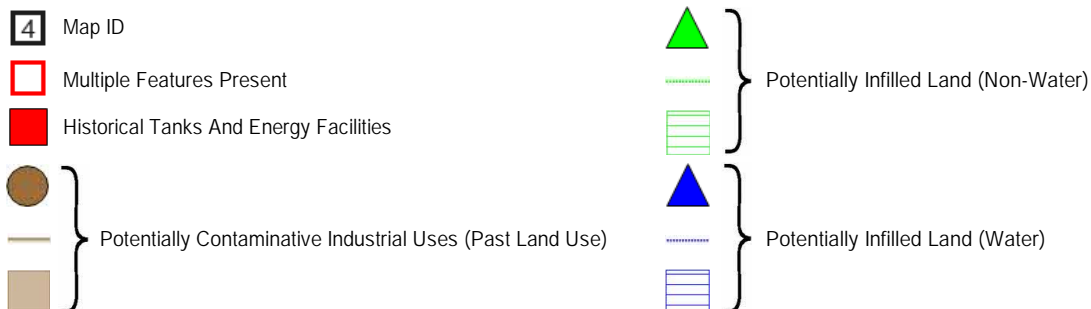 4 Map ID
Multiple Features Present
Historical Tanks And Energy Facilities
Potentially Contaminative Industrial Uses (Past Land Use)
Potentially Infilled Land (Non-Water)
Potentially Infilled Land (Water)